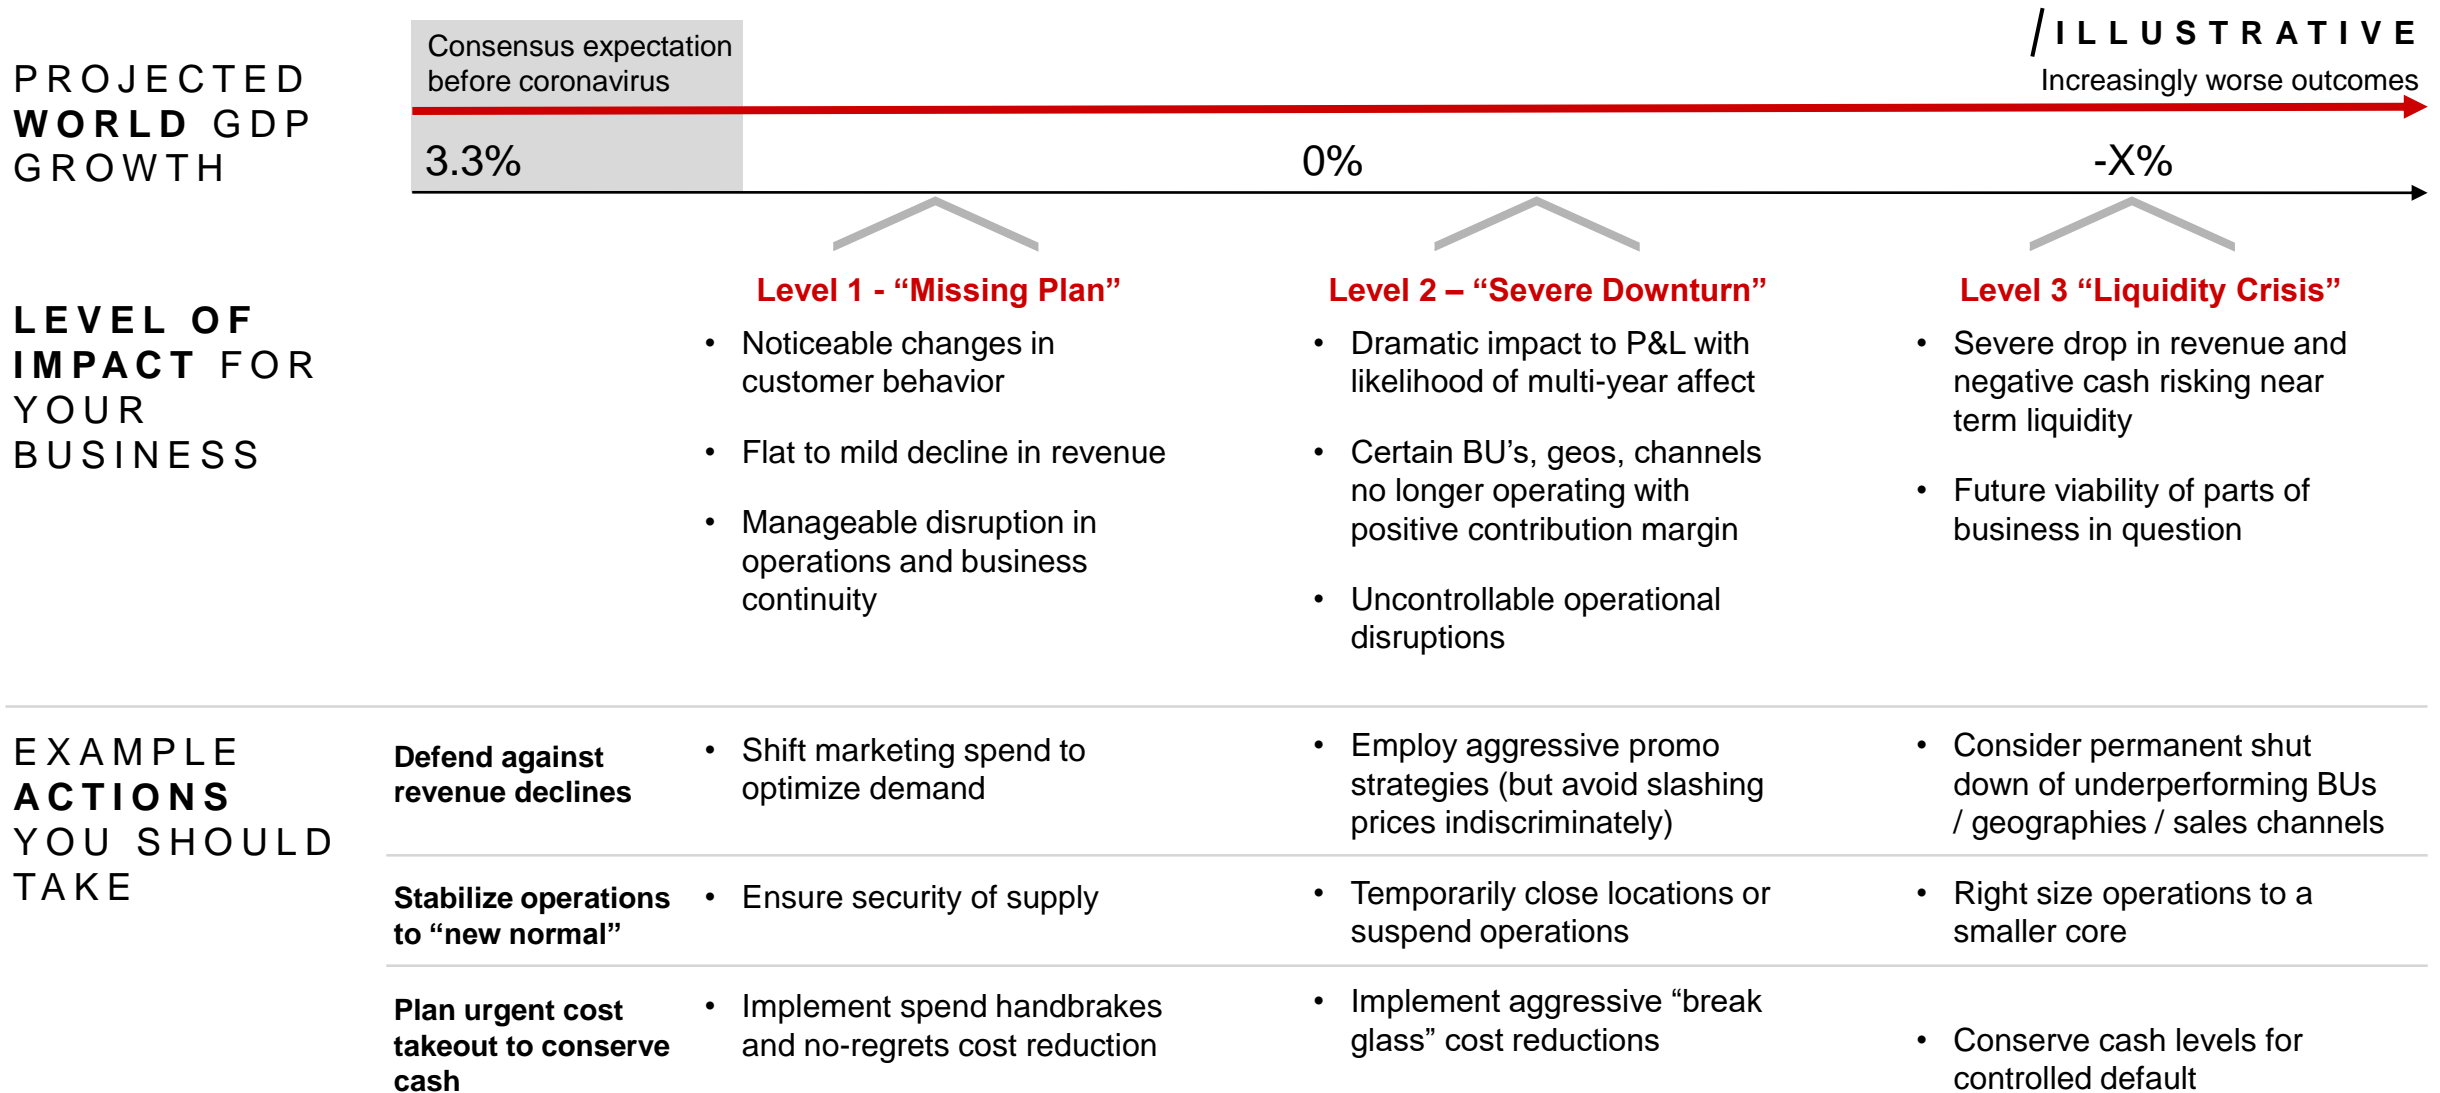 Consensus expectation
before coronavirus
/ILLUSTRATIVE
Increasingly worse outcomes
PROJECTED
WORLD GDP
GROWTH
3.3%
0%
-X%
LEVEL OF
IMPACT FOR
YOUR
BUSINESS
Level 1 - “Missing Plan”
• Noticeable changes in
customer behavior
• Flat to mild decline in revenue
• Manageable disruption in
operations and business
continuity
Level 2 – “Severe Downturn”
• Dramatic impact to P&L with
likelihood of multi-year affect
• Certain BU’s, geos, channels
no longer operating with
positive contribution margin
• Uncontrollable operational
disruptions
Level 3 “Liquidity Crisis”
• Severe drop in revenue and
negative cash risking near
term liquidity
• Future viability of parts of
business in question
EXAMPLE
ACTIONS
YOU SHOULD
TAKE
Defend against
revenue declines
• Shift marketing spend to
optimize demand
• Employ aggressive promo
strategies (but avoid slashing
prices indiscriminately)
• Consider permanent shut
down of underperforming BUs
/ geographies / sales channels
Stabilize operations
to “new normal”
• Ensure security of supply
• Temporarily close locations or
suspend operations
• Right size operations to a
smaller core
Plan urgent cost
takeout to conserve
cash
• Implement spend handbrakes
and no-regrets cost reduction
• Implement aggressive “break
glass” cost reductions
• Conserve cash levels for
controlled default